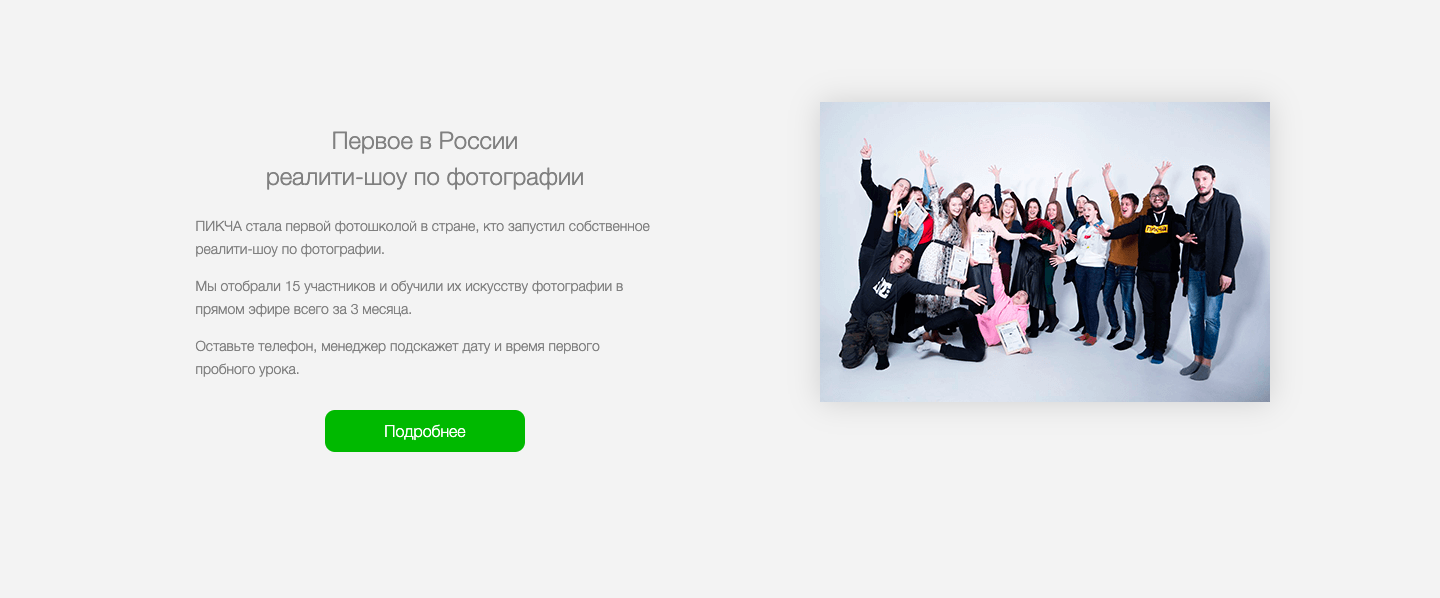 Первое в России
реалити-шоу по фотографии
ПИКЧА стала первой фотошколой в стране, кто запустил собственное
реалити-шоу по фотографии.
Мы отобрали 15 участников и обучили их искусству фотографии в
прямом эфире всего за 3 месяца.
Оставьте телефон, менеджер подскажет дату и время первого
пробного урока.
Подробнее
ПИКЧА